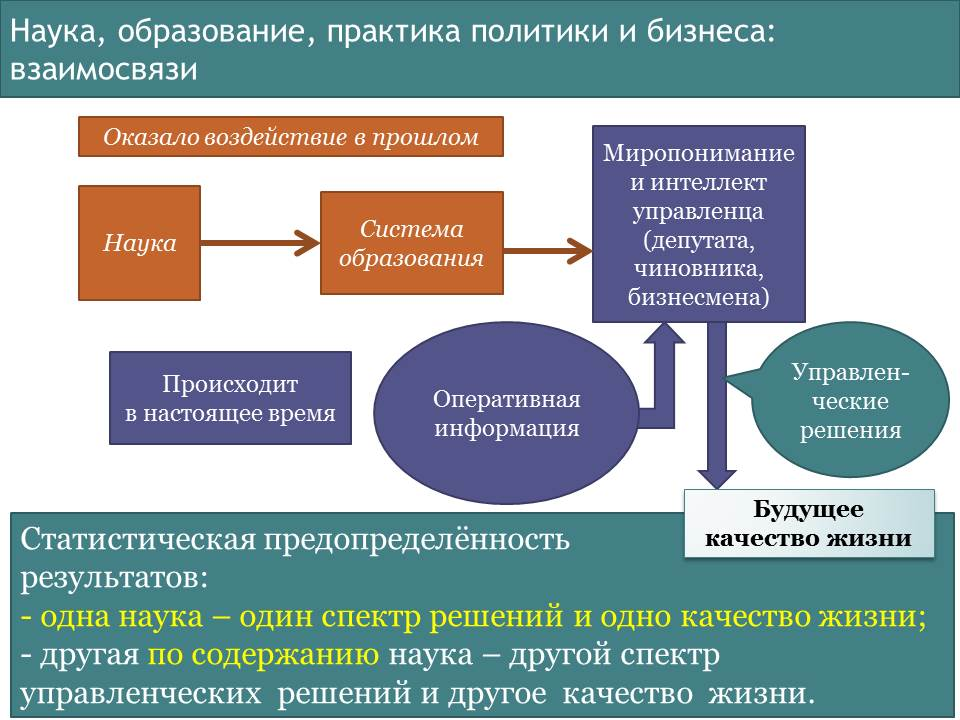 Наука, образование, практика политики и бизнеса:
взаимосвязи
Оказало воздействие в прошлом
Наука
Система
образования
Миропонимание
и интеллект
управленца
(депутата,
чиновника,
бизнесмена)
Происходит
в настоящее время
Оперативная
информация
Управлен-
ческие
решения
Будущее
качество жизни
Статистическая предопределённость
результатов:
- одна наука – один спектр решений и одно качество жизни;
- другая по содержанию наука – другой спектр
управленческих решений и другое качество жизни.